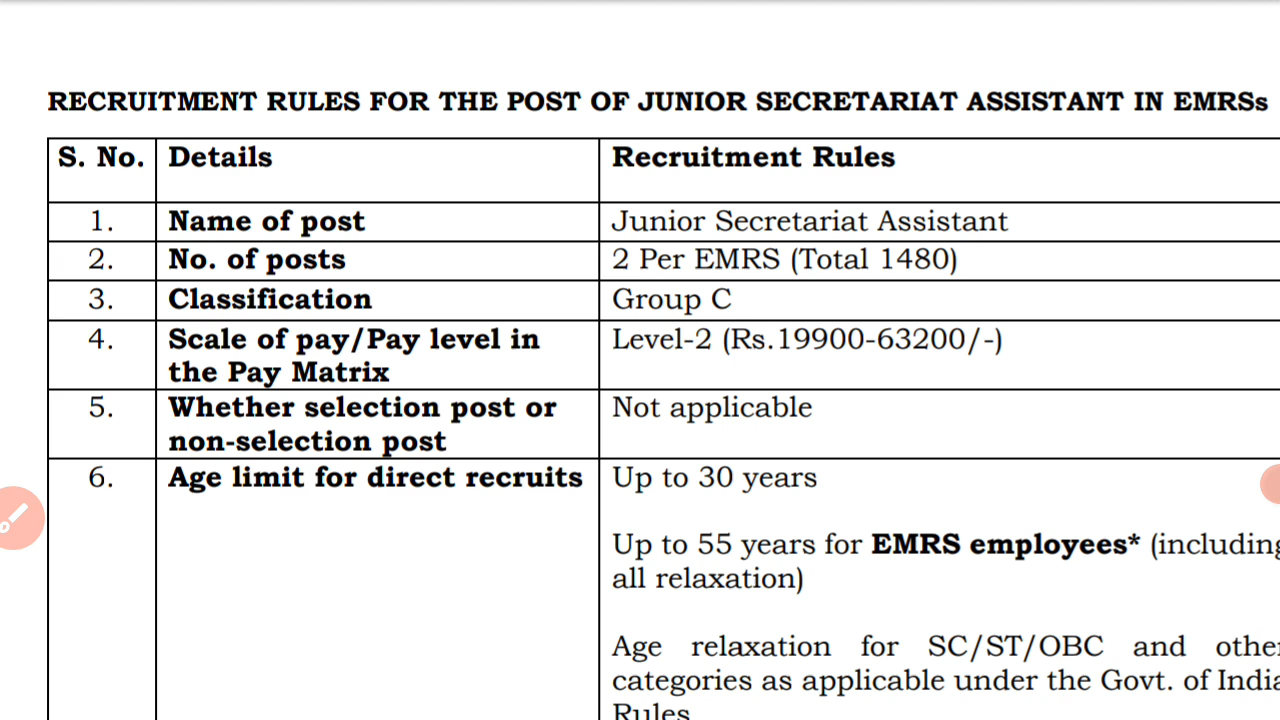 RECRUITMENT RULES FOR THE POST OF JUNIOR SECRETARIAT ASSISTANT IN EMRSs
S. No. Details Recruitment Rules
1. Name of post Junior Secretariat Assistant
2. No. of posts 2 Per EMRS (Total 1480)
3. Classification Group C
4. Scale of pay/Pay level in Level-2 (Rs.19900-63200/-)
the Pay Matrix
5. Whether selection post or Not applicable
non-selection post
6. Age limit for direct recruits Up to 30 years
Up to 55 years for EMRS employees* (including
all relaxation)
Age relaxation for SC/ST/OBC and other
categories as applicable under the Govt. of India
Rules